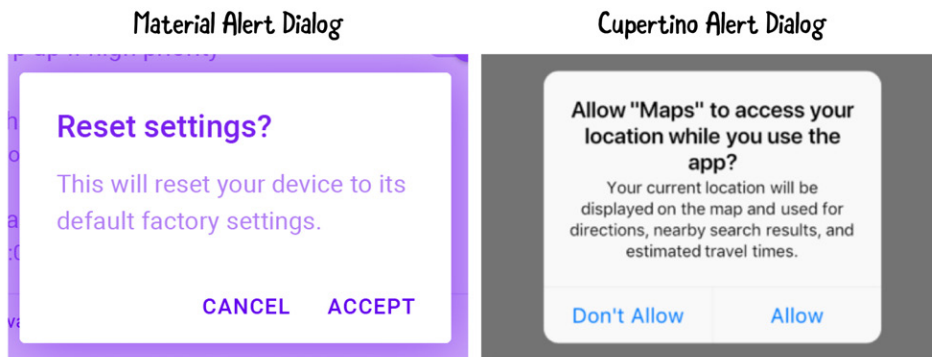 Material Alert Dialog
Cupertino Alert Dialog
Reset settings?
This will reset your device to its
default factory settings.
CANCEL ACCEPT
Allow "Maps" to access your
location while you use the
app?
Your current location will be
displayed on the map and used for
directions, nearby search results, and
estimated travel times.
Don't Allow Allow